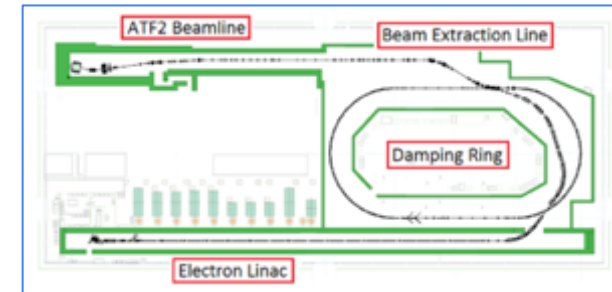 ATF2 Beamline
Beam Extraction Line
Damping Ring
Electron Linac